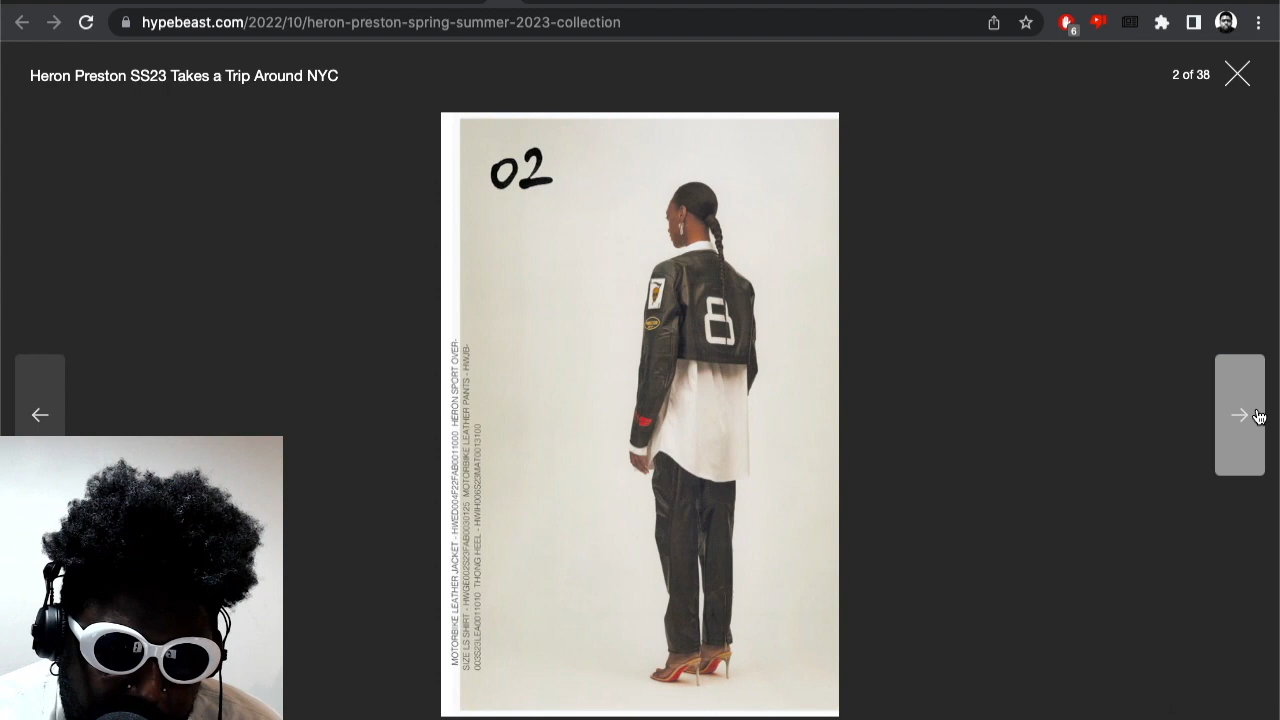 hypebeast.com/2022/10/heron-preston-spring-summer-2023-collection
6
Heron Preston SS23 Takes a Trip Around NYC
2 of 38
02
8
MOTORBIKE LEATHER JACKET - HWED004F22FAB0011000 HERON SPORT OVER-
SIZE LS SHIRT - HWGE002S23FAB0030125 MOTORBIKE LEATHER PANTS - HWJB-
003S23LEA0011010 THONG HEEL - HWIH006S23MAT0013100